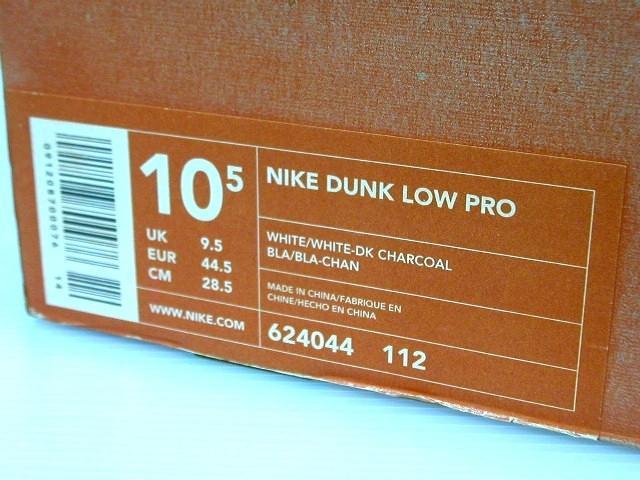 10⁵
UK 9.5
EUR 44.5
CM 28.5
WWW.NIKE.COM
NIKE DUNK LOW PRO
WHITE/WHITE-DK CHARCOAL
BLA/BLA-CHAN
MADE IN CHINA/FABRIQUE EN
CHINE/HECHO EN CHINA
624044 112
14